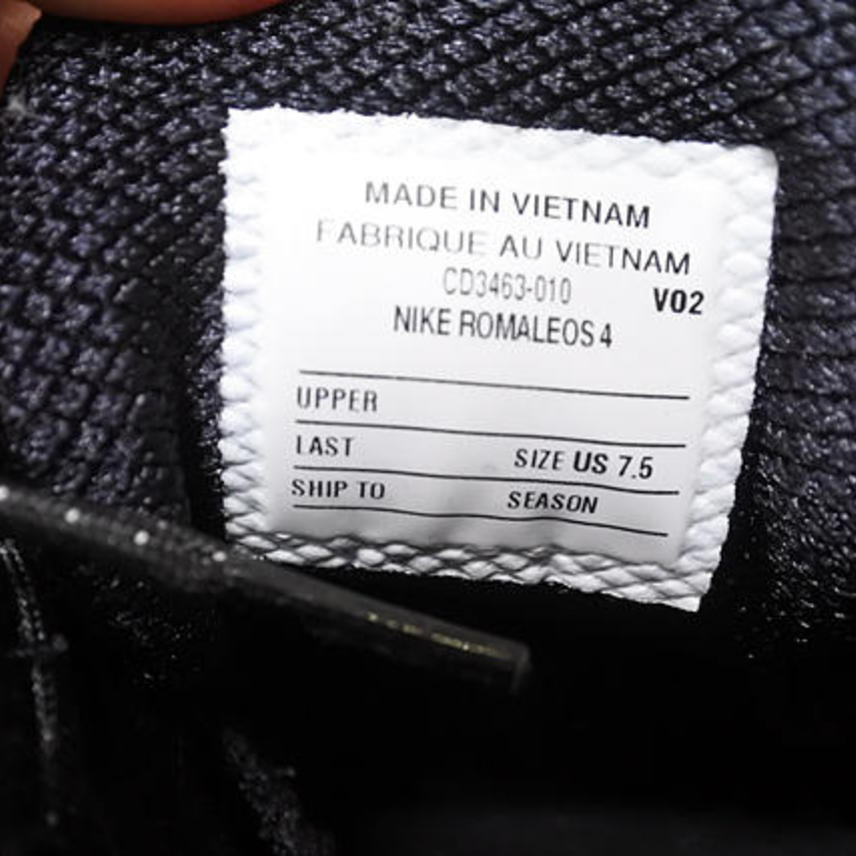 MADE IN VIETNAM
FABRIQUE AU VIETNAM
CD3463-010 V02
NIKE ROMALEOS 4
UPPER
LAST SIZE US 7.5
SHIP TO SEASON